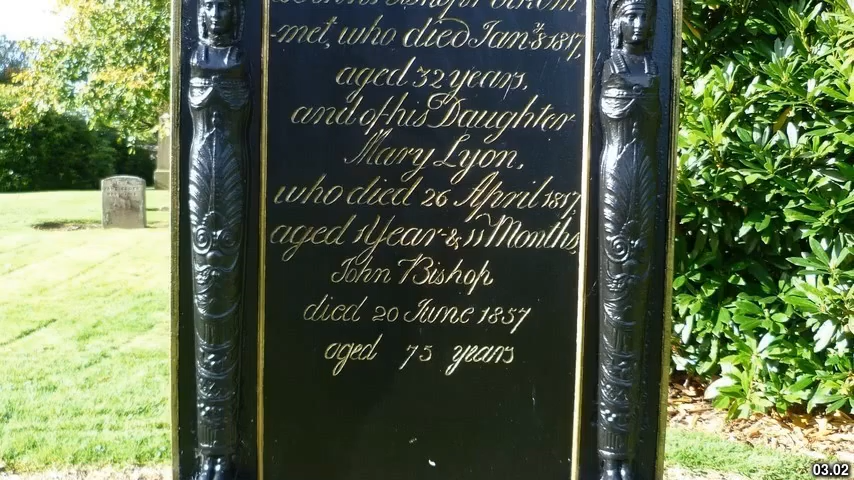 -met, who died Jan.y 8 1817,
aged 32 years,
and of his Daughter
Mary Lyon,
who died 26 April 1817,
aged 1 Year & 11 Months,
John Bishop
died 20 June 1857
aged 75 years
03.02